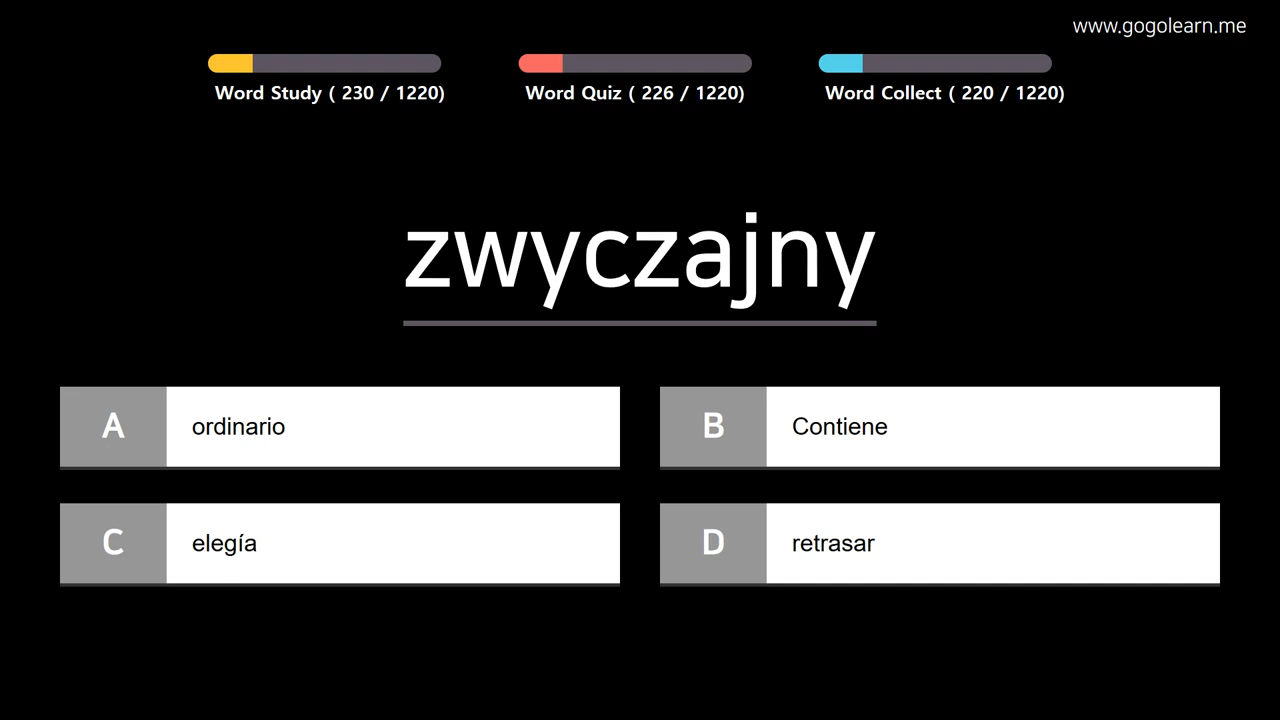 www.gogolearn.me
Word Study ( 230 / 1220)
Word Quiz ( 226 / 1220)
Word Collect ( 220 / 1220)
zwyczajny
A ordinario
B Contiene
C elegía
D retrasar